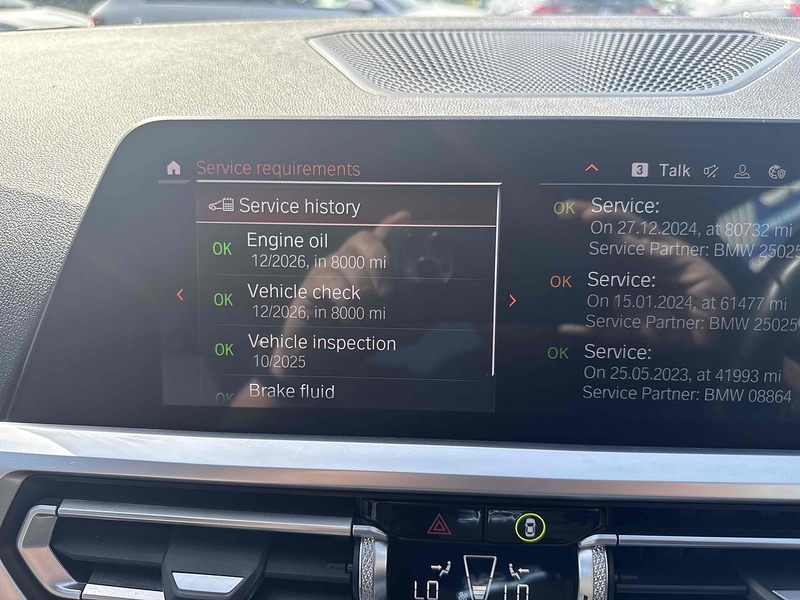 Service requirements
3 Talk
Service history
OK Engine oil
12/2026, in 8000 mi
OK Vehicle check
12/2026, in 8000 mi
OK Vehicle inspection
10/2025
OK Brake fluid
OK Service:
On 27.12.2024, at 80732 mi
Service Partner: BMW 25025
OK Service:
On 15.01.2024, at 61477 mi
Service Partner: BMW 25025
OK Service:
On 25.05.2023, at 41993 mi
Service Partner: BMW 08864
LO LO